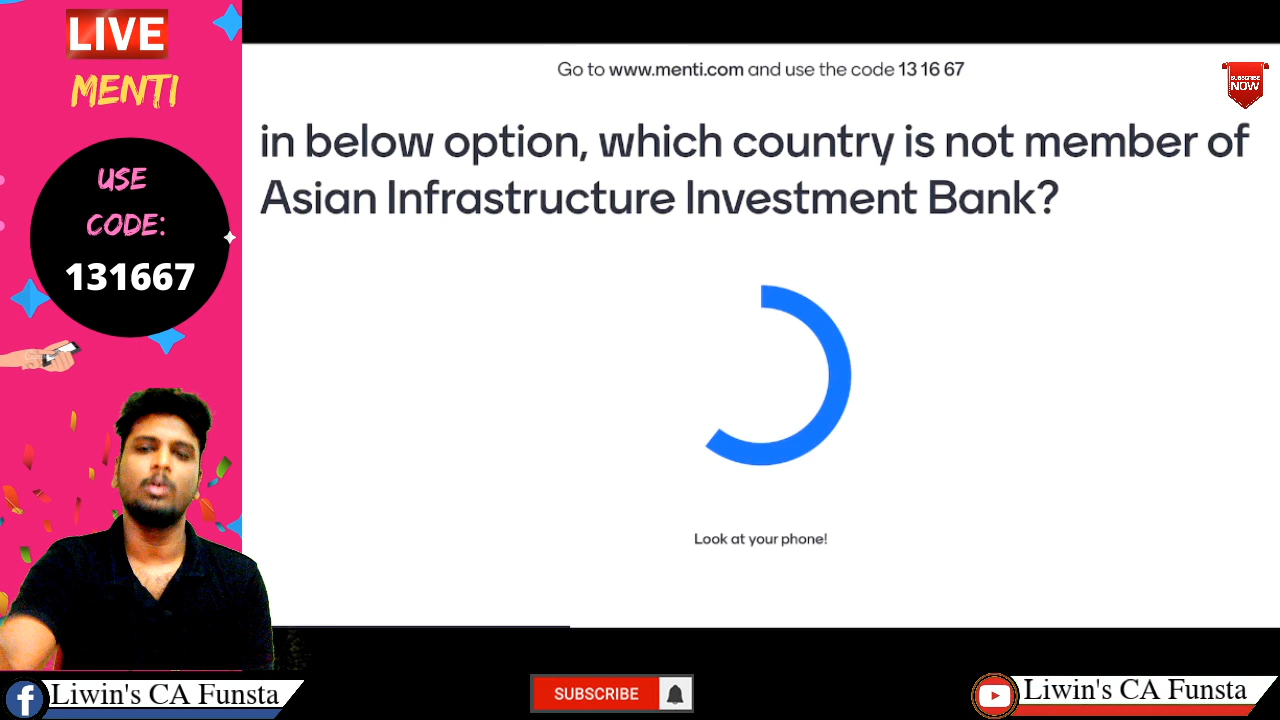 LIVE
MENTI
USE
CODE:
131667
Go to www.menti.com and use the code 13 16 67
SUBSCRIBE
NOW
in below option, which country is not member of
Asian Infrastructure Investment Bank?
Look at your phone!
Liwin's CA Funsta
SUBSCRIBE
Liwin's CA Funsta